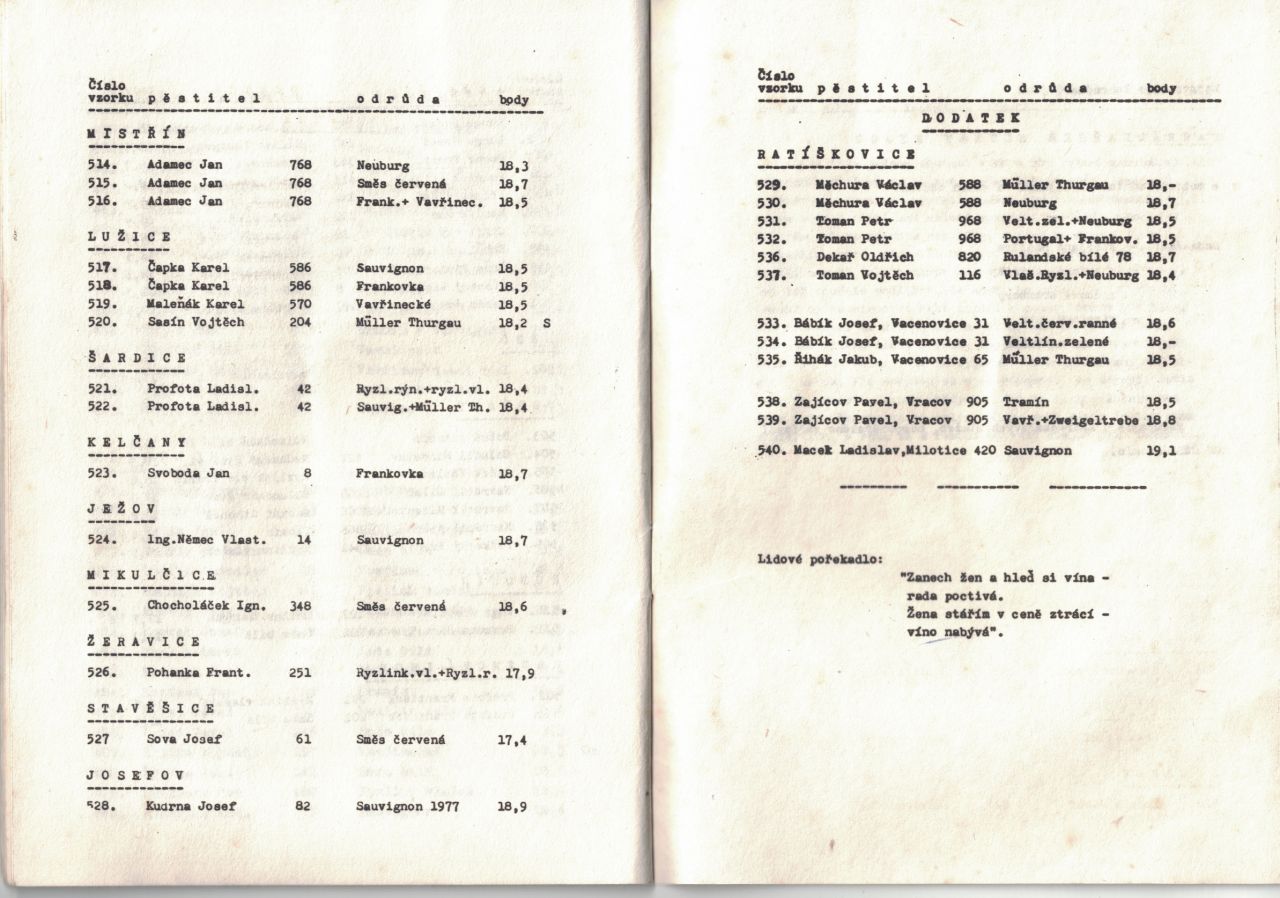 Číslo
vzorku pěstitel odrůda body
MISTŘÍN
514. Adamec Jan 768 Neuburg 18,3
515. Adamec Jan 768 Směs červená 18,7
516. Adamec Jan 768 Frank.+ Vavřinec. 18,5
LUŽICE
517. Čapka Karel 586 Sauvignon 18,5
518. Čapka Karel 586 Frankovka 18,5
519. Maleňák Karel 570 Vavřinecké 18,5
520. Sasín Vojtěch 204 Müller Thurgau 18,2 S
ŠARDICE
521. Profota Ladisl. 42 Ryzl.rýn.+ryzl.vl. 18,4
522. Profota Ladisl. 42 Sauvig.+Müller Th. 18,4
KELČANY
523. Svoboda Jan 8 Frankovka 18,7
JEŽOV
524. Ing.Němec Vlast. 14 Sauvignon 18,7
MIKULČICE
525. Chocholáček Ign. 348 Směs červená 18,6
ŽERAVICE
526. Pohanka Frant. 251 Ryzlink.vl.+Ryzl.r. 17,9
STAVĚŠICE
527 Sova Josef 61 Směs červená 17,4
JOSEFOV
528. Kudrna Josef 82 Sauvignon 1977 18,9
Číslo
vzorku pěstitel odrůda body
DODATEK
RATÍŠKOVICE
529. Měchura Václav 588 Müller Thurgau 18,-
530. Měchura Václav 588 Neuburg 18,7
531. Toman Petr 968 Velt.zel.+Neuburg 18,5
532. Toman Petr 968 Portugal+ Frankov. 18,5
536. Dekař Oldřich 820 Rulandské bílé 78 18,7
537. Toman Vojtěch 116 Vlaš.Ryzl.+Neuburg 18,4
533. Bábík Josef, Vacenovice 31 Velt.červ.ranné 18,6
534. Bábík Josef, Vacenovice 31 Veltlín.zelené 18,-
535. Řihák Jakub, Vacenovice 65 Müller Thurgau 18,5
538. Zajícov Pavel, Vracov 905 Tramín 18,5
539. Zajícov Pavel, Vracov 905 Vavř.+Zweigeltrebe 18,8
540. Macek Ladislav,Milotice 420 Sauvignon 19,1
Lidové pořekadlo:
"Zanech žen a hleď si vína -
rada poctivá.
Žena stářím v ceně ztrácí -
víno nabývá".